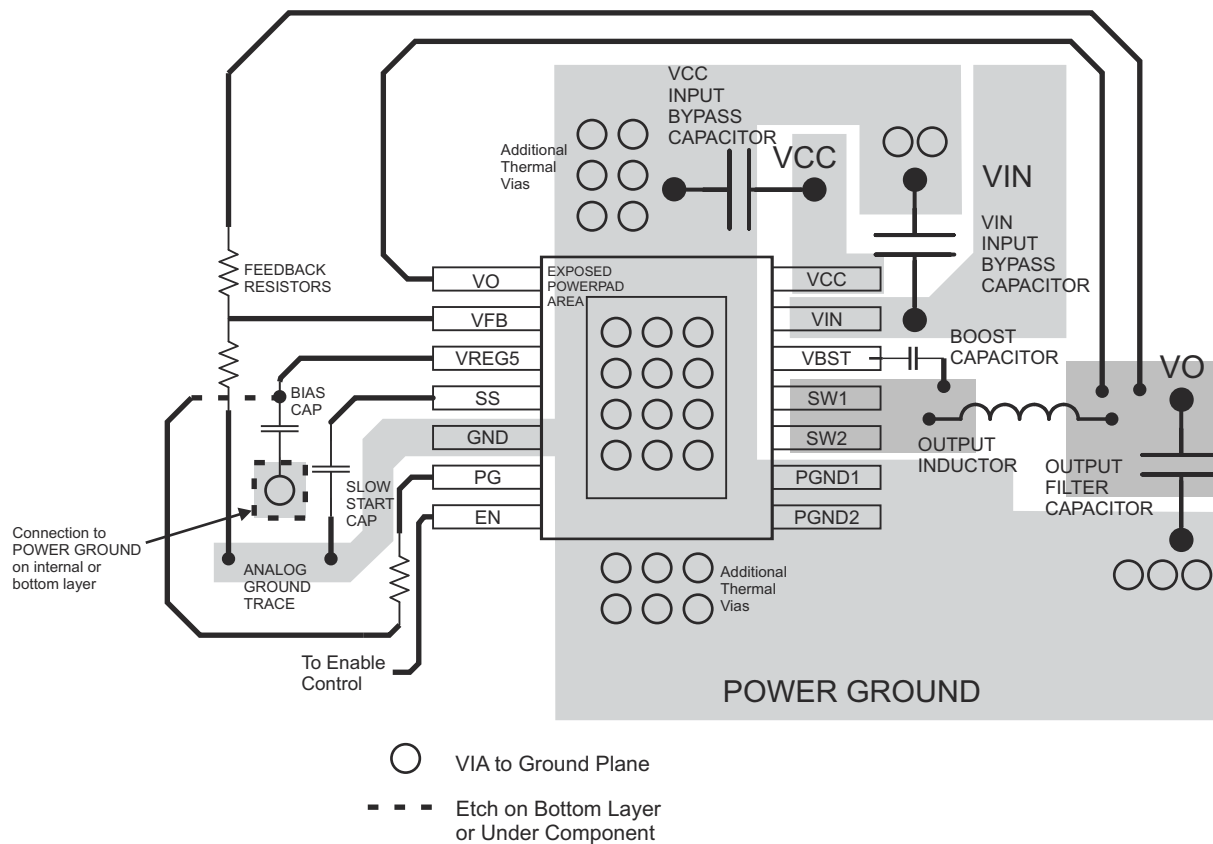 VCC
INPUT
BYPASS
CAPACITOR
VCC
Additional
Thermal
Vias
VIN
VIN
INPUT
BYPASS
CAPACITOR
FEEDBACK
RESISTORS
EXPOSED
POWERPAD
AREA
VO
VFB
VREG5
SS
GND
PG
EN
VCC
VIN
VBST
SW1
SW2
PGND1
PGND2
BOOST
CAPACITOR
VO
BIAS
CAP
SLOW
START
CAP
OUTPUT
INDUCTOR
OUTPUT
FILTER
CAPACITOR
Connection to
POWER GROUND
on internal or
bottom layer
ANALOG
GROUND
TRACE
Additional
Thermal
Vias
To Enable
Control
POWER GROUND
VIA to Ground Plane
Etch on Bottom Layer
or Under Component